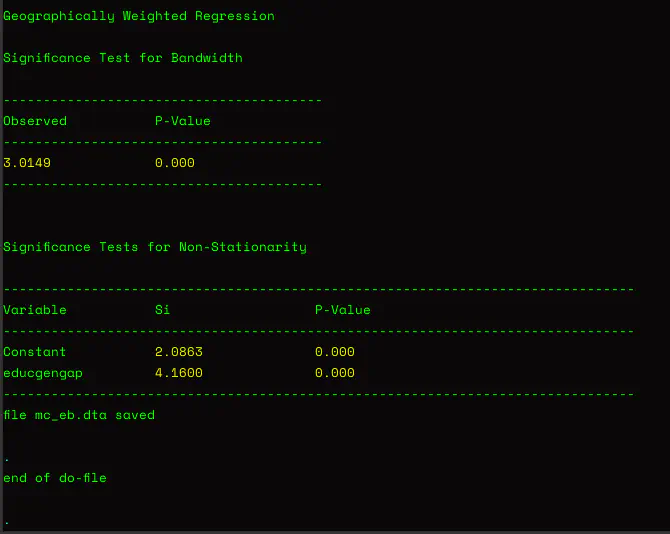 Geographically Weighted Regression
Significance Test for Bandwidth
----------------------------------------
Observed P-Value
----------------------------------------
3.0149 0.000
----------------------------------------
Significance Tests for Non-Stationarity
-------------------------------------------------------------------------------
Variable Si P-Value
-------------------------------------------------------------------------------
Constant 2.0863 0.000
educgengap 4.1600 0.000
-------------------------------------------------------------------------------
file mc_eb.dta saved
.
end of do-file
.